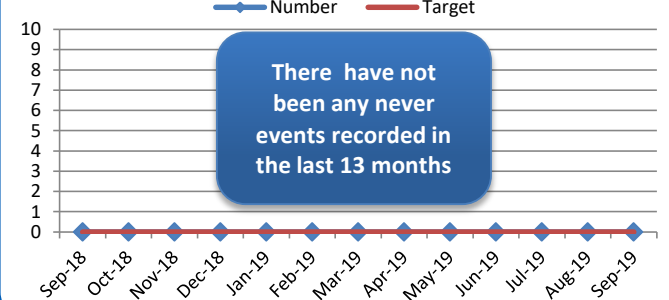 Number Target
10
9
8
7
6
5
4
3
2
1
0
There have not
been any never
events recorded in
the last 13 months
Sep-18 Oct-18 Nov-18 Dec-18 Jan-19 Feb-19 Mar-19 Apr-19 May-19 Jun-19 Jul-19 Aug-19 Sep-19